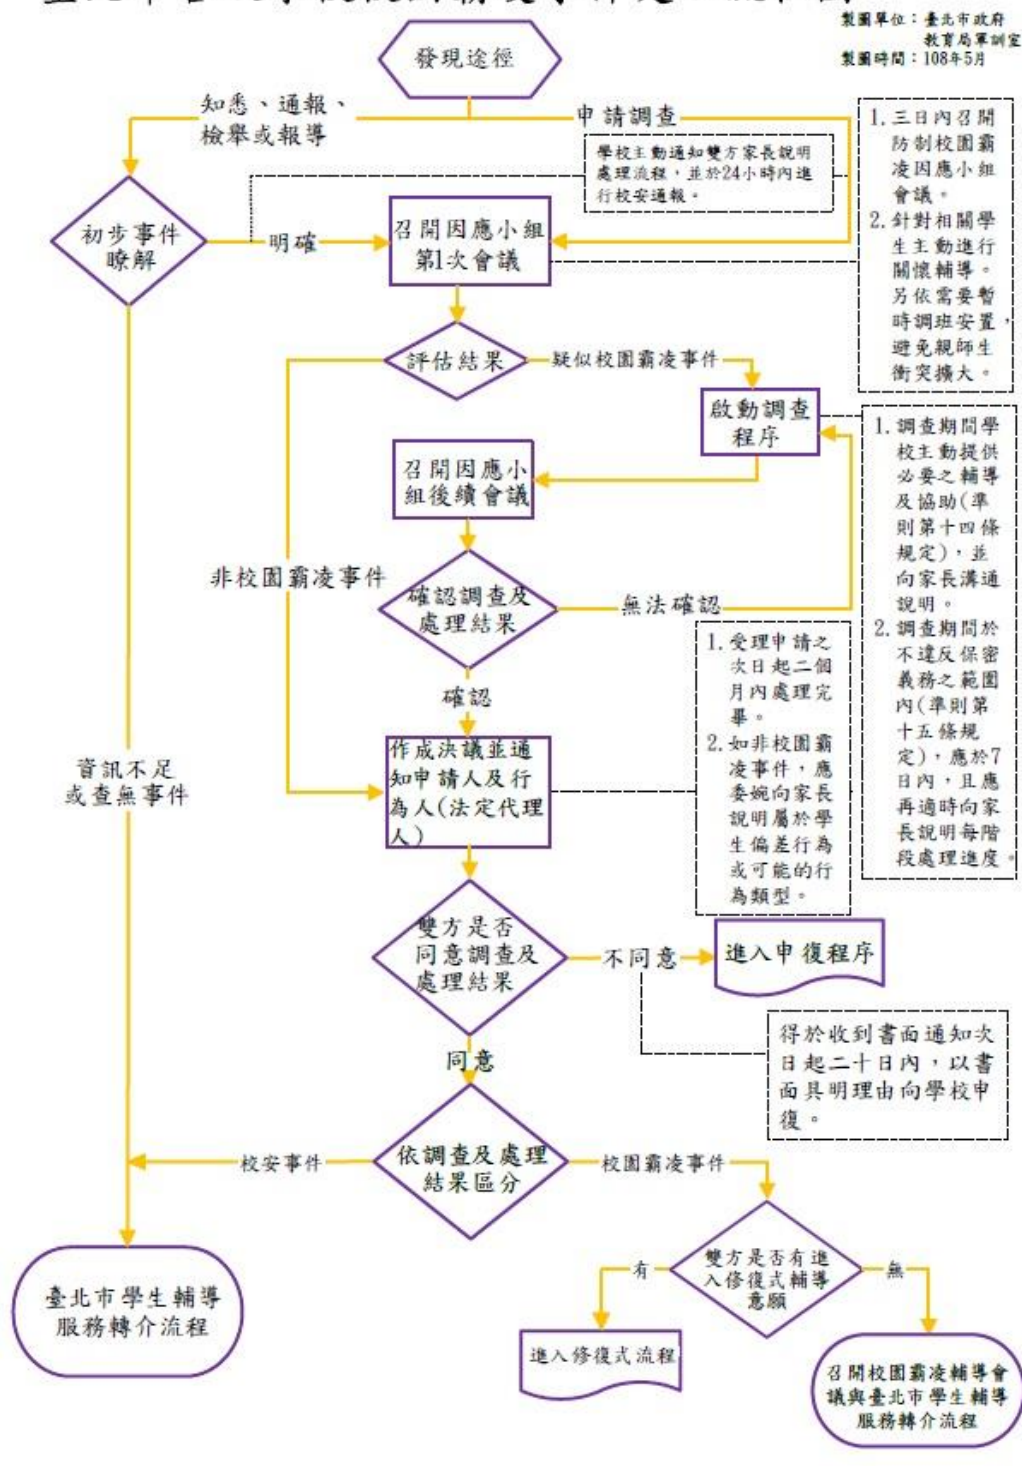 製圖單位：臺北市政府
教育局軍訓室
製圖時間：108年5月
發現途徑
知悉、通報、
檢舉或報導
申請調查
學校主動通知雙方家長說明
處理流程，並於24小時內進
行校安通報。
1. 三日內召開
防制校園霸
凌因應小組
會議。
2. 針對相關學
生主動進行
關懷輔導。
另依需要暫
時調班安置，
避免親師生
衝突擴大。
初步事件
瞭解
明確
召開因應小組
第1次會議
評估結果
疑似校園霸凌事件
啟動調查
程序
1. 調查期間學
校主動提供
必要之輔導
及協助(準
則第十四條
規定)，並
向家長溝通
說明。
2. 調查期間於
不違反保密
義務之範圍
內(準則第
十五條規
定)，應於7
日內，且應
再適時向家
長說明每階
段處理進度。
召開因應小
組後續會議
非校園霸凌事件
確認調查及
處理結果
無法確認
確認
1. 受理申請之
次日起二個
月內處理完
畢。
2. 如非校園霸
凌事件，應
委婉向家長
說明屬於學
生偏差行為
或可能的行
為類型。
資訊不足
或查無事件
作成決議並通
知申請人及行
為人(法定代理
人)
雙方是否
同意調查及
處理結果
不同意
進入申復程序
得於收到書面通知次
日起二十日內，以書
面具明理由向學校申
復。
同意
依調查及處理
結果區分
校安事件
校園霸凌事件
雙方是否有進
入修復式輔導
意願
有
無
臺北市學生輔導
服務轉介流程
進入修復式流程
召開校園霸凌輔導會
議與臺北市學生輔導
服務轉介流程